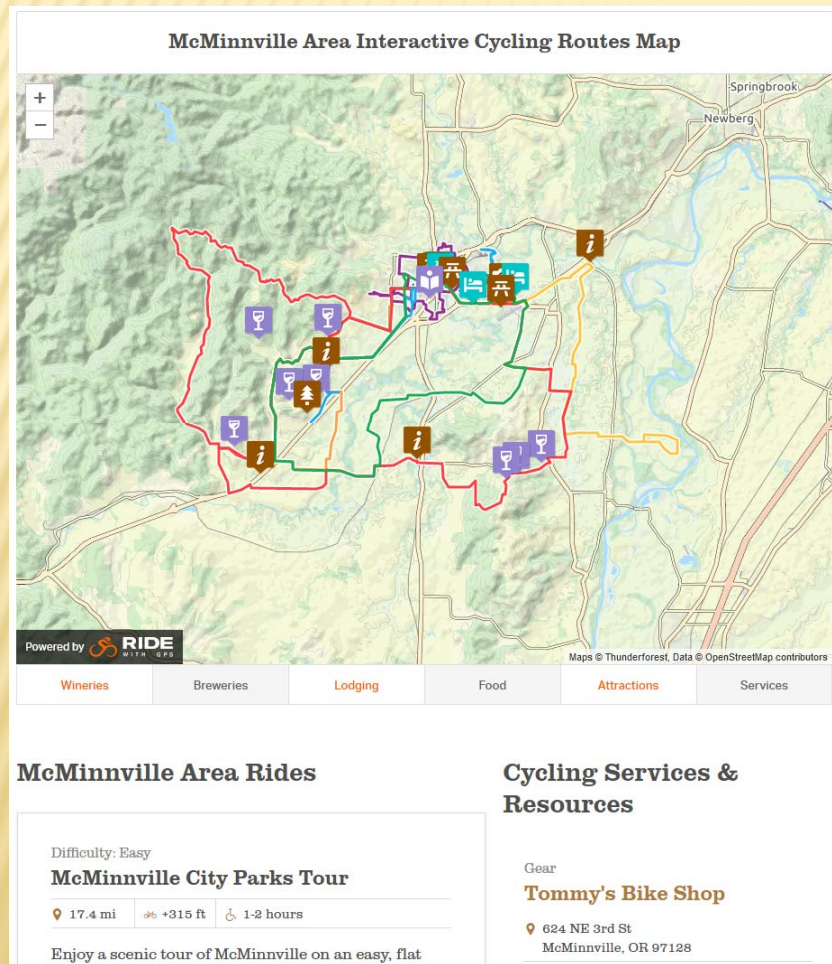 McMinnville Area Interactive Cycling Routes Map
+
−
Springbrook
Newberg
Powered by RIDE
WITH GPS
Maps © Thunderforest, Data © OpenStreetMap contributors
Wineries
Breweries
Lodging
Food
Attractions
Services
McMinnville Area Rides
Difficulty: Easy
McMinnville City Parks Tour
17.4 mi
+315 ft
1-2 hours
Enjoy a scenic tour of McMinnville on an easy, flat
Cycling Services &
Resources
Gear
Tommy's Bike Shop
624 NE 3rd St
McMinnville, OR 97128